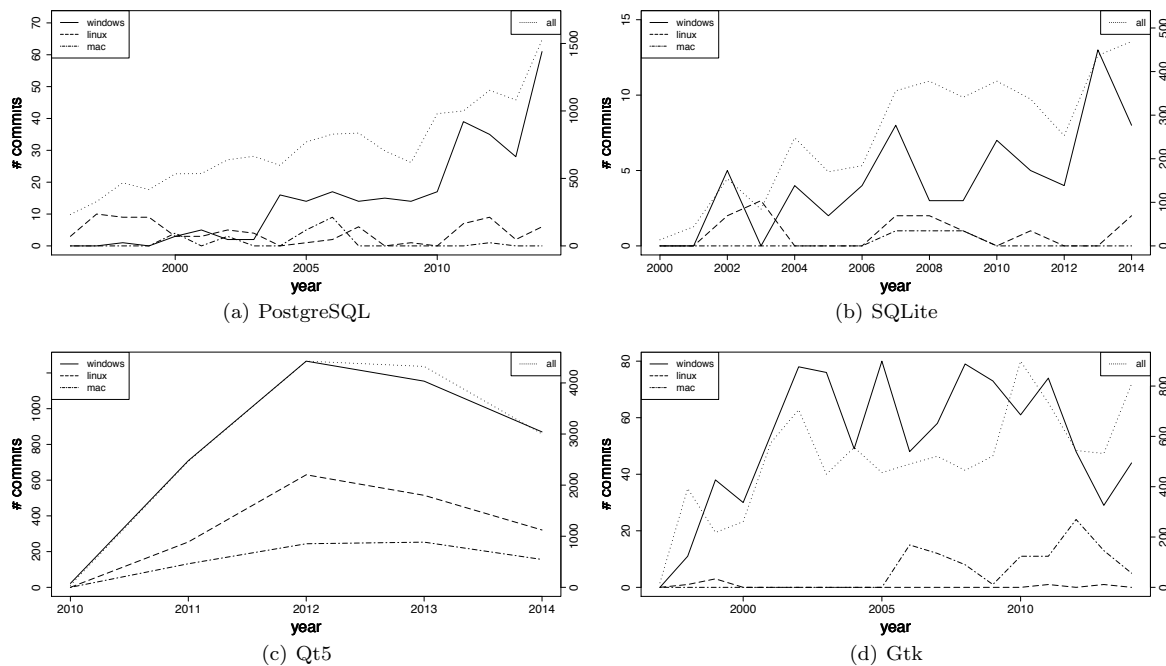 windows
linux
mac
all
# commits
0
10
20
30
40
50
60
70
0
500
1000
1500
2000
2005
2010
year
(a) PostgreSQL
windows
linux
mac
all
# commits
0
5
10
15
0
100
200
300
400
500
2000
2002
2004
2006
2008
2010
2012
2014
year
(b) SQLite
windows
linux
mac
all
# commits
0
200
400
600
800
1000
0
1000
2000
3000
4000
2010
2011
2012
2013
2014
year
(c) Qt5
windows
linux
mac
all
# commits
0
20
40
60
80
0
200
400
600
800
2000
2005
2010
year
(d) Gtk